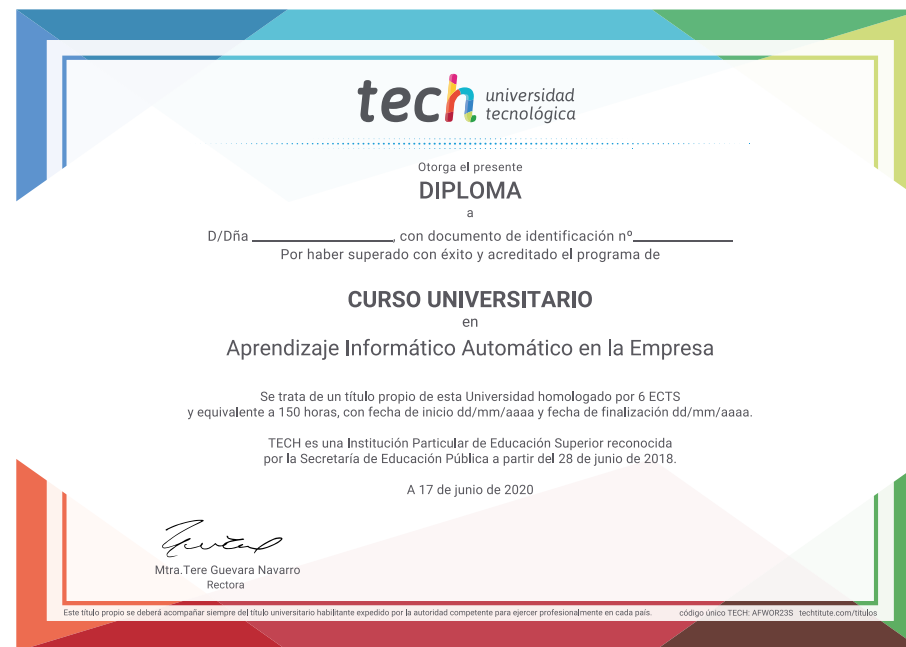 tech universidad
tecnológica
Otorga el presente
DIPLOMA
a
D/Dña ____________________, con documento de identificación nº______________
Por haber superado con éxito y acreditado el programa de
CURSO UNIVERSITARIO
en
Aprendizaje Informático Automático en la Empresa
Se trata de un título propio de esta Universidad homologado por 6 ECTS
y equivalente a 150 horas, con fecha de inicio dd/mm/aaaa y fecha de finalización dd/mm/aaaa.
TECH es una Institución Particular de Educación Superior reconocida
por la Secretaría de Educación Pública a partir del 28 de junio de 2018.
A 17 de junio de 2020
Mtra.Tere Guevara Navarro
Rectora
Este título propio se deberá acompañar siempre del título universitario habilitante expedido por la autoridad competente para ejercer profesionalmente en cada país. código único TECH: AFWOR23S techtitute.com/titulos